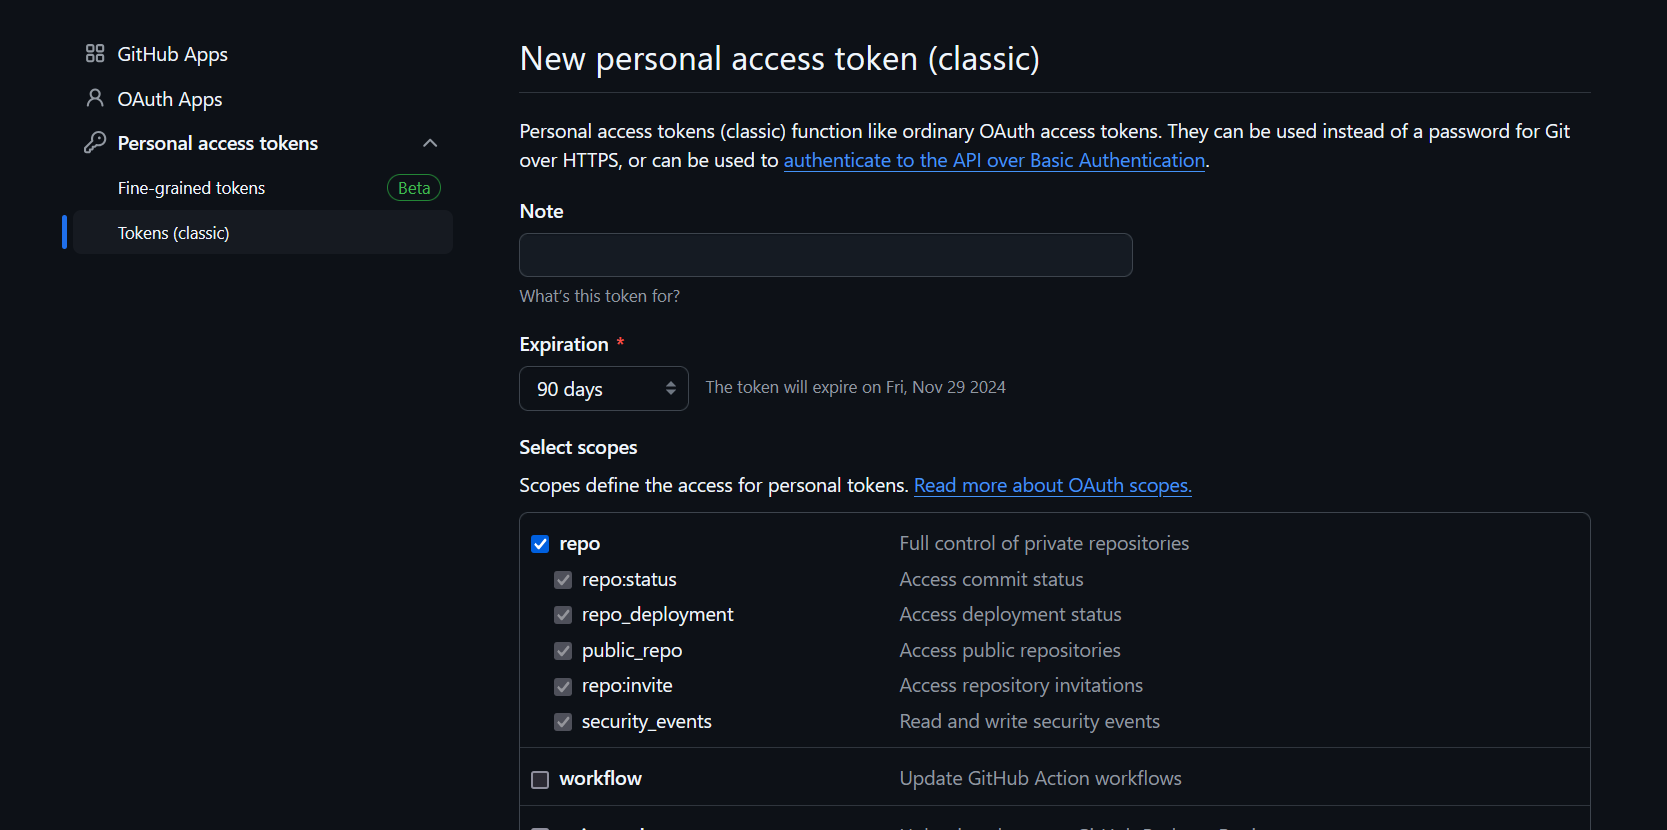 GitHub Apps
OAuth Apps
Personal access tokens
Fine-grained tokens Beta
Tokens (classic)
New personal access token (classic)
Personal access tokens (classic) function like ordinary OAuth access tokens. They can be used instead of a password for Git
over HTTPS, or can be used to authenticate to the API over Basic Authentication.
Note
What's this token for?
Expiration *
90 days The token will expire on Fri, Nov 29 2024
Select scopes
Scopes define the access for personal tokens. Read more about OAuth scopes.
repo Full control of private repositories
repo:status Access commit status
repo_deployment Access deployment status
public_repo Access public repositories
repo:invite Access repository invitations
security_events Read and write security events
workflow Update GitHub Action workflows